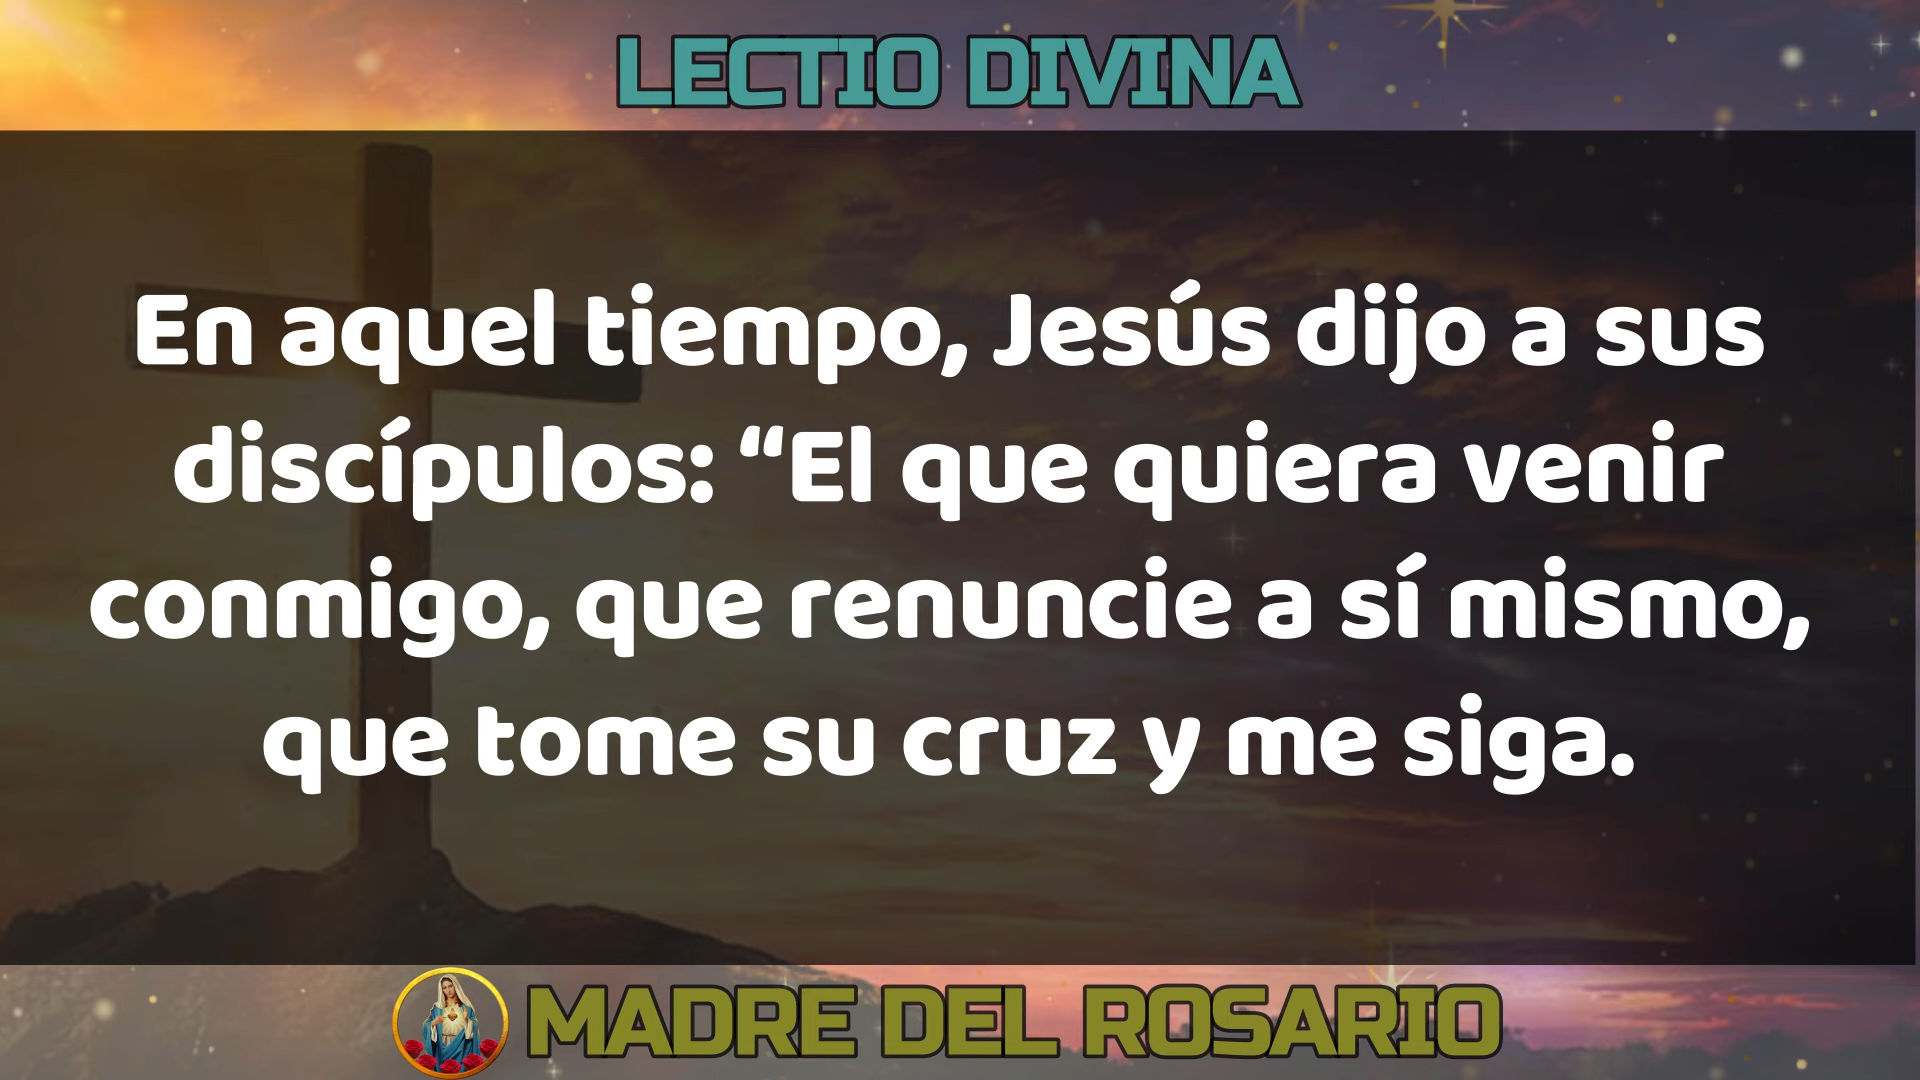 LECTIO DIVINA
En aquel tiempo, Jesús dijo a sus
discípulos: “El que quiera venir
conmigo, que renuncie a sí mismo,
que tome su cruz y me siga.
MADRE DEL ROSARIO